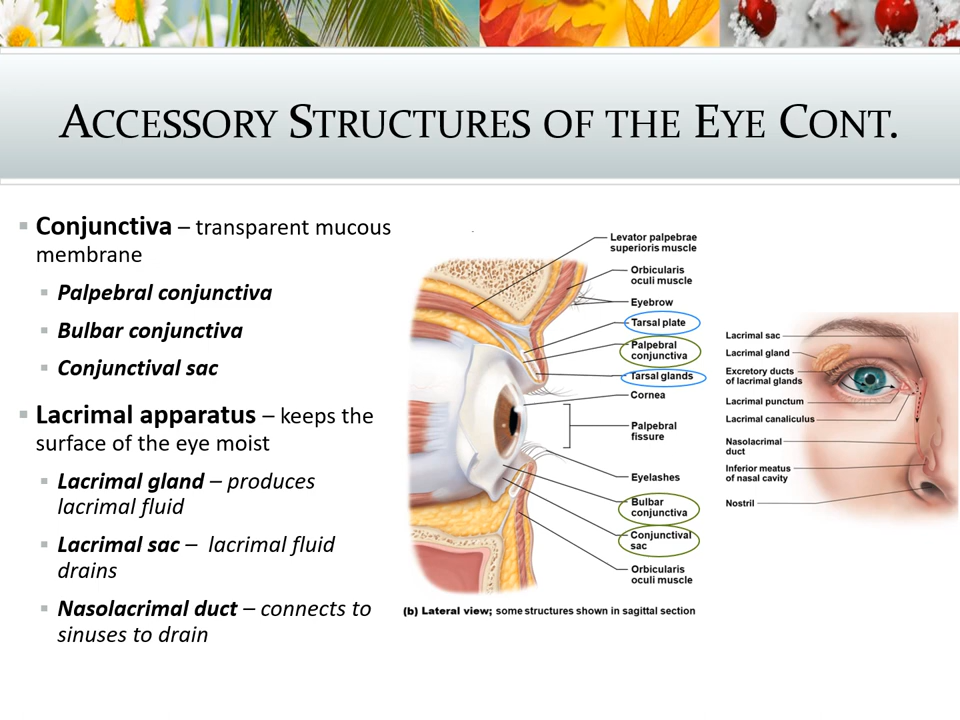 ACCESSORY STRUCTURES OF THE EYE CONT.
Conjunctiva – transparent mucous
membrane
Palpebral conjunctiva
Bulbar conjunctiva
Conjunctival sac
Lacrimal apparatus – keeps the
surface of the eye moist
Lacrimal gland – produces
lacrimal fluid
Lacrimal sac – lacrimal fluid
drains
Nasolacrimal duct – connects to
sinuses to drain
Levator palpebrae
superioris muscle
Orbicularis
oculi muscle
Eyebrow
Tarsal plate
Palpebral
conjunctiva
Tarsal glands
Cornea
Palpebral
fissure
Eyelashes
Bulbar
conjunctiva
Conjunctival
sac
Orbicularis
oculi muscle
(b) Lateral view; some structures shown in sagittal section
Lacrimal sac
Lacrimal gland
Excretory ducts
of lacrimal glands
Lacrimal punctum
Lacrimal canaliculus
Nasolacrimal
duct
Inferior meatus
of nasal cavity
Nostril